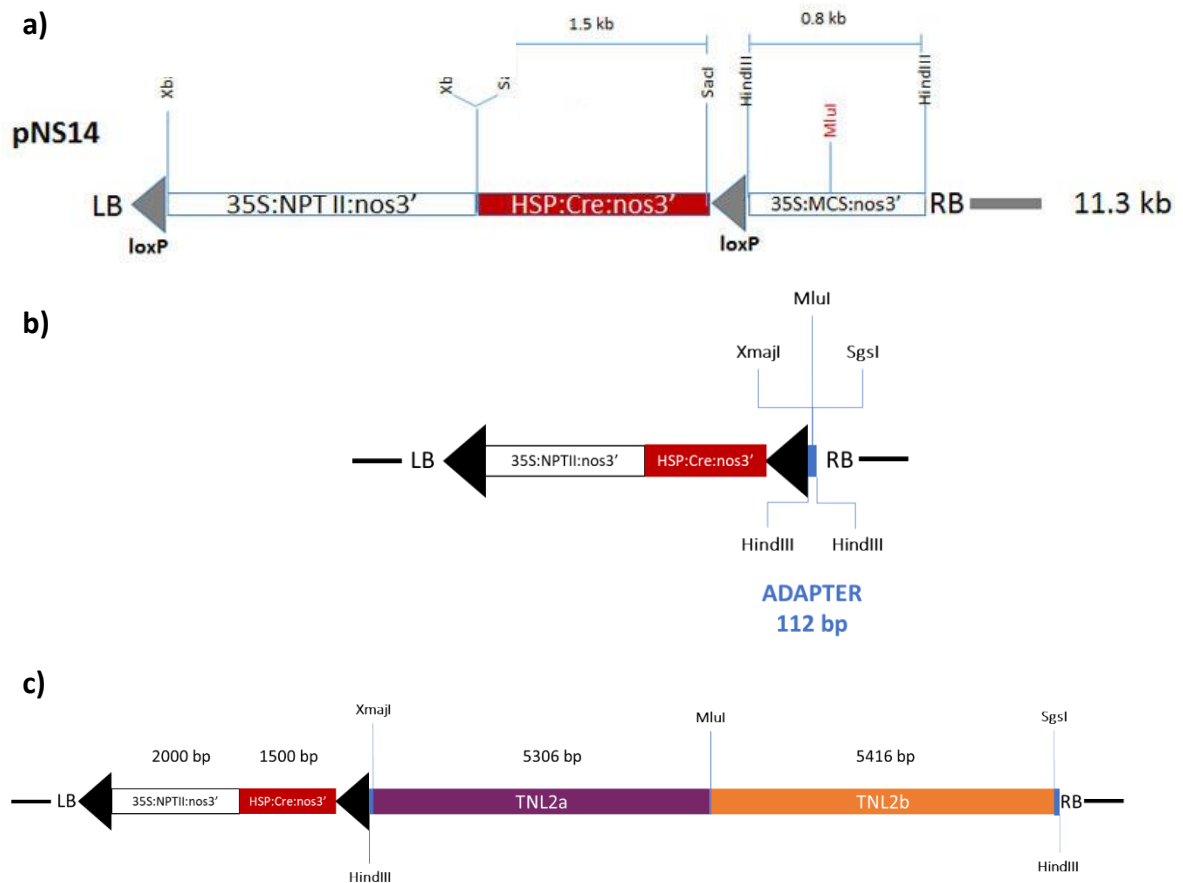 a)
1.5 kb
0.8 kb
Xb
Xb
SacI
HindIII
HindIII
MluI
pNS14
LB
35S:NPT II:nos3’
HSP:Cre:nos3’
35S:MCS:nos3’
RB
11.3 kb
loxP
loxP
b)
MluI
XmajI
SgsI
LB
35S:NPTII:nos3’
HSP:Cre:nos3’
RB
HindIII
HindIII
ADAPTER
112 bp
c)
XmajI
MluI
SgsI
2000 bp
1500 bp
5306 bp
5416 bp
LB
35S:NPTII:nos3’
HSP:Cre:nos3’
TNL2a
TNL2b
RB
HindIII
HindIII